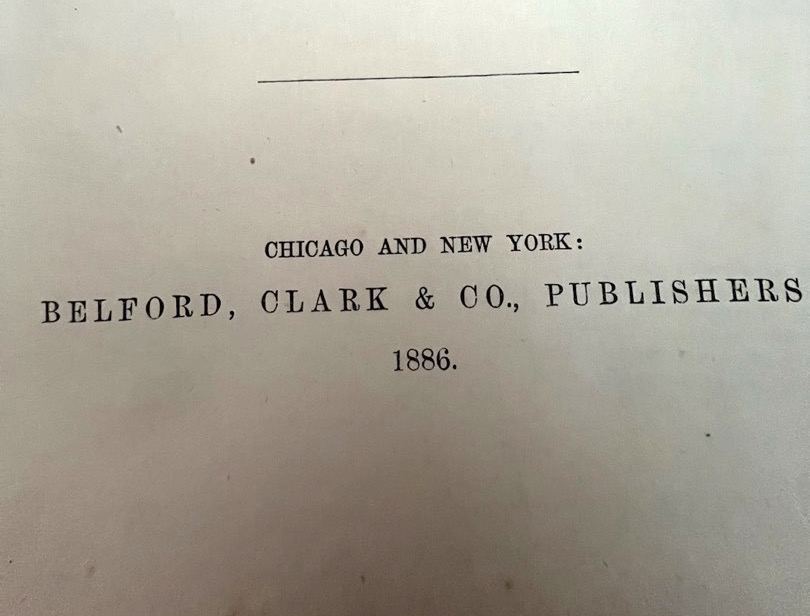 CHICAGO AND NEW YORK:
BELFORD, CLARK & CO., PUBLISHERS
1886.